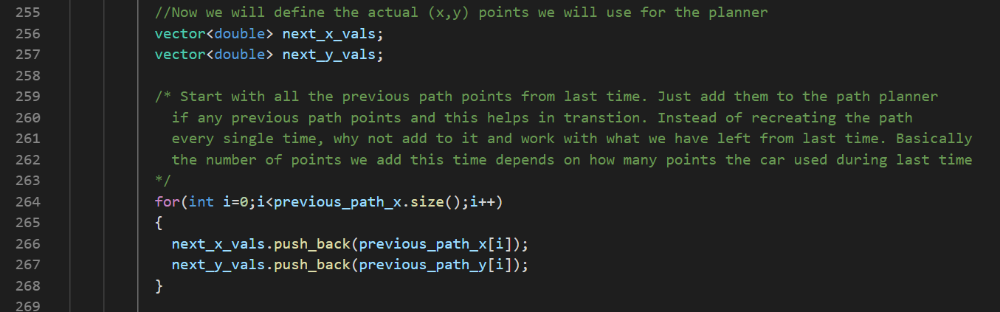 255 //Now we will define the actual (x,y) points we will use for the planner
256 vector<double> next_x_vals;
257 vector<double> next_y_vals;
258
259 /* Start with all the previous path points from last time. Just add them to the path planner
260 if any previous path points and this helps in transtion. Instead of recreating the path
261 every single time, why not add to it and work with what we have left from last time. Basically
262 the number of points we add this time depends on how many points the car used during last time
263 */
264 for(int i=0;i<previous_path_x.size();i++)
265 {
266 next_x_vals.push_back(previous_path_x[i]);
267 next_y_vals.push_back(previous_path_y[i]);
268 }
269